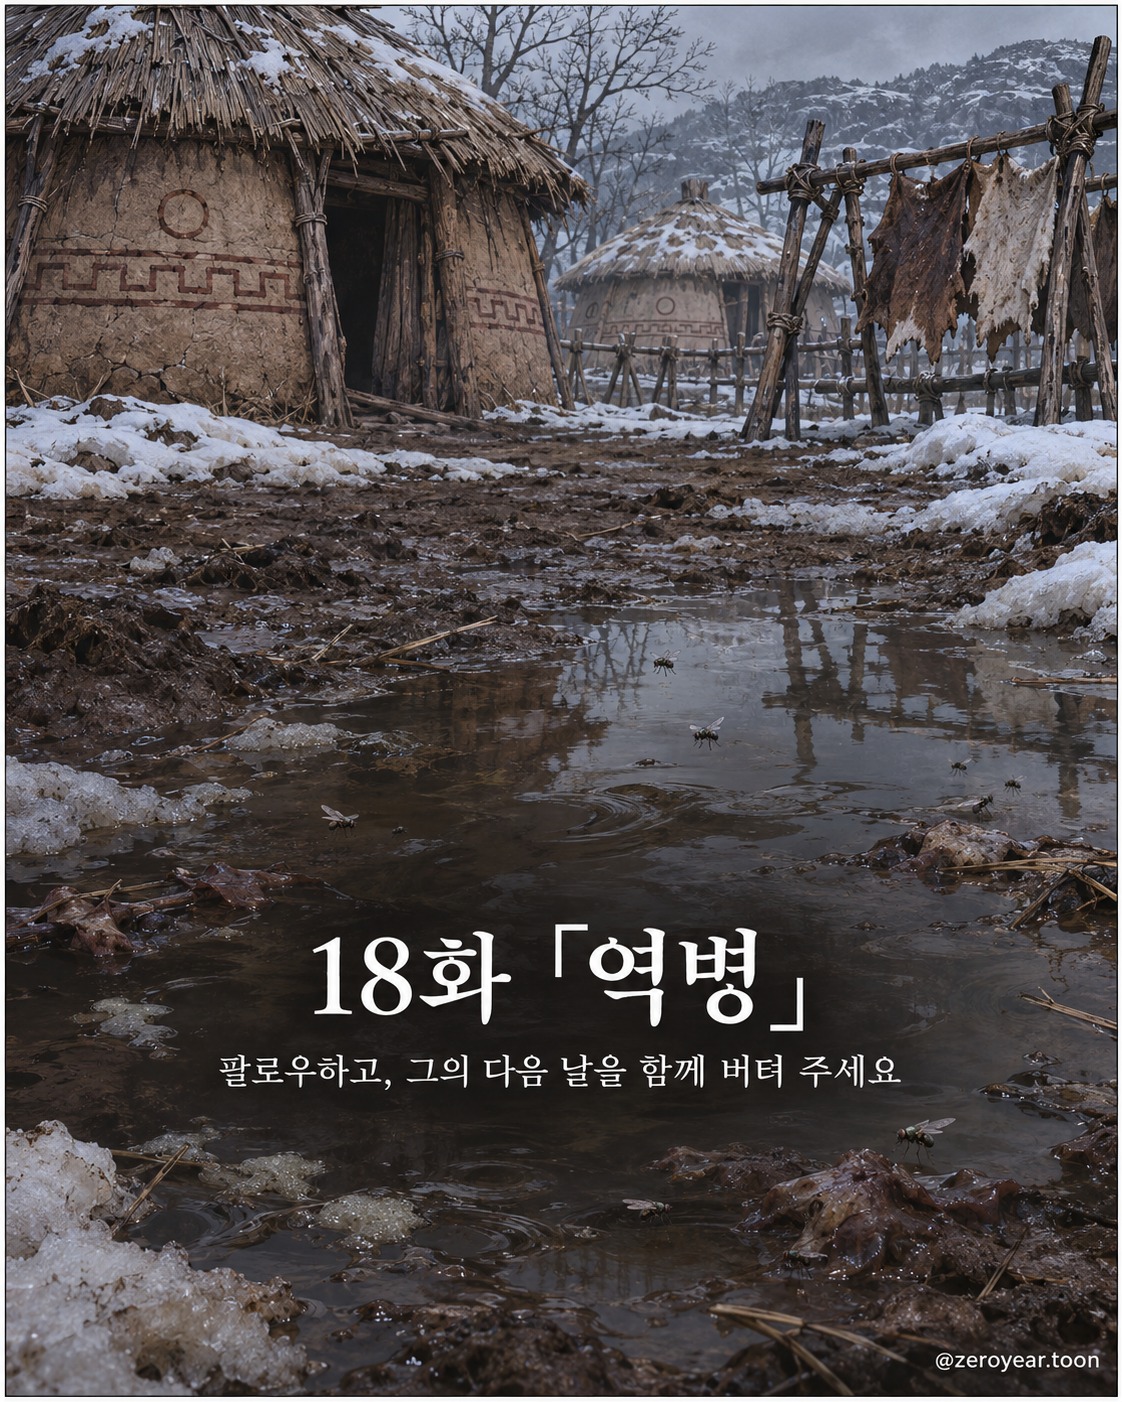 18화 「역병」
팔로우하고, 그의 다음 날을 함께 버텨 주세요
@zeroyear.toon